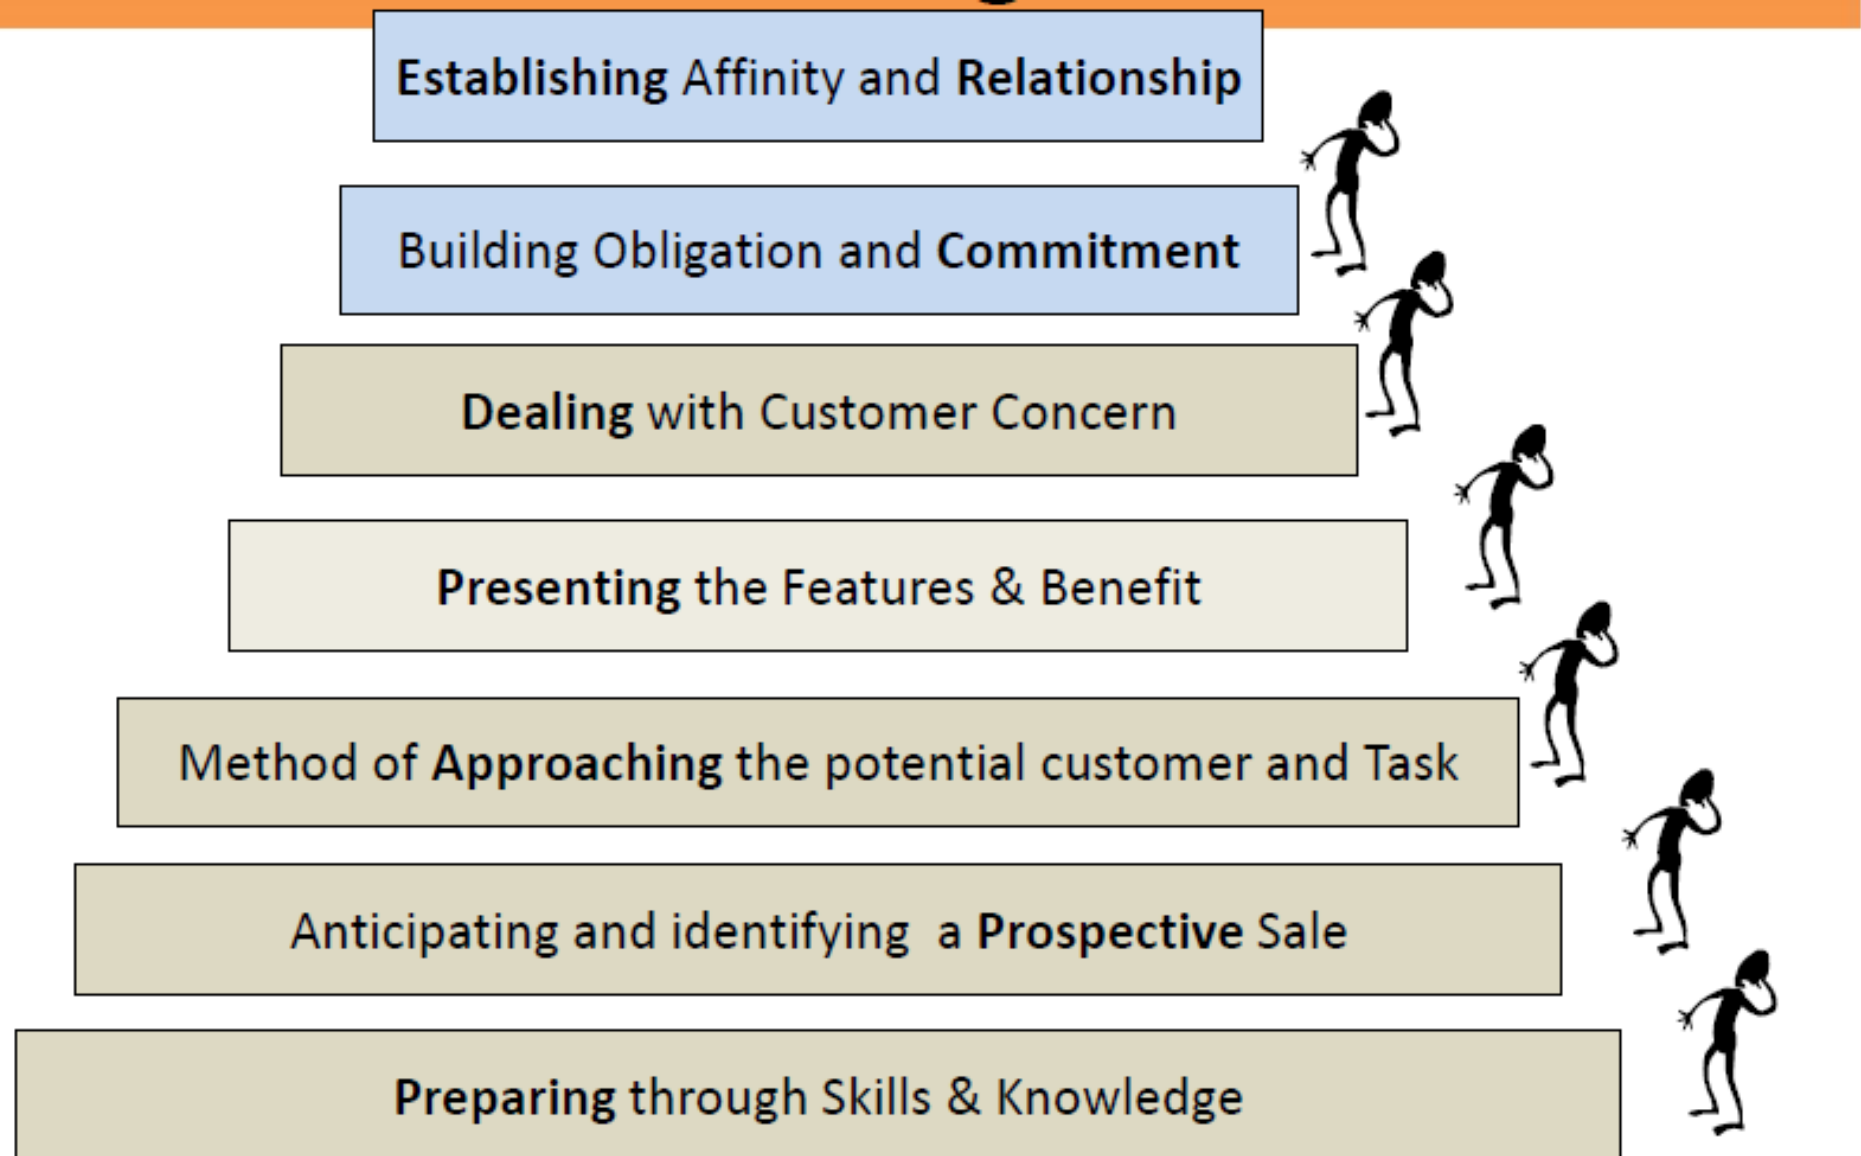 Establishing Affinity and Relationship
Building Obligation and Commitment
Dealing with Customer Concern
Presenting the Features & Benefit
Method of Approaching the potential customer and Task
Anticipating and identifying  a Prospective Sale
Preparing through Skills & Knowledge